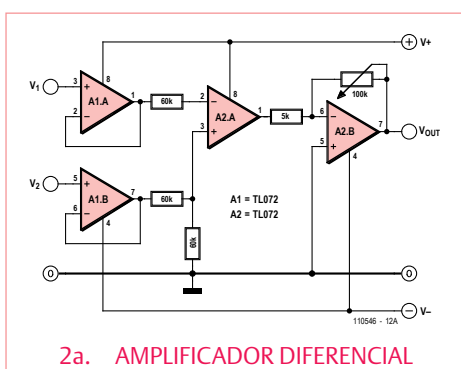 V+
8
8
V1
3
+
A1.A
1
2
−
60k
2
−
A2.A
1
3
+
5k
100k
6
−
A2.B
7
VOUT
5
+
4
V2
5
+
A1.B
7
6
−
4
60k
60k
A1 = TL072
A2 = TL072
0
0
110546 - 12A
V−
2a. AMPLIFICADOR DIFERENCIAL